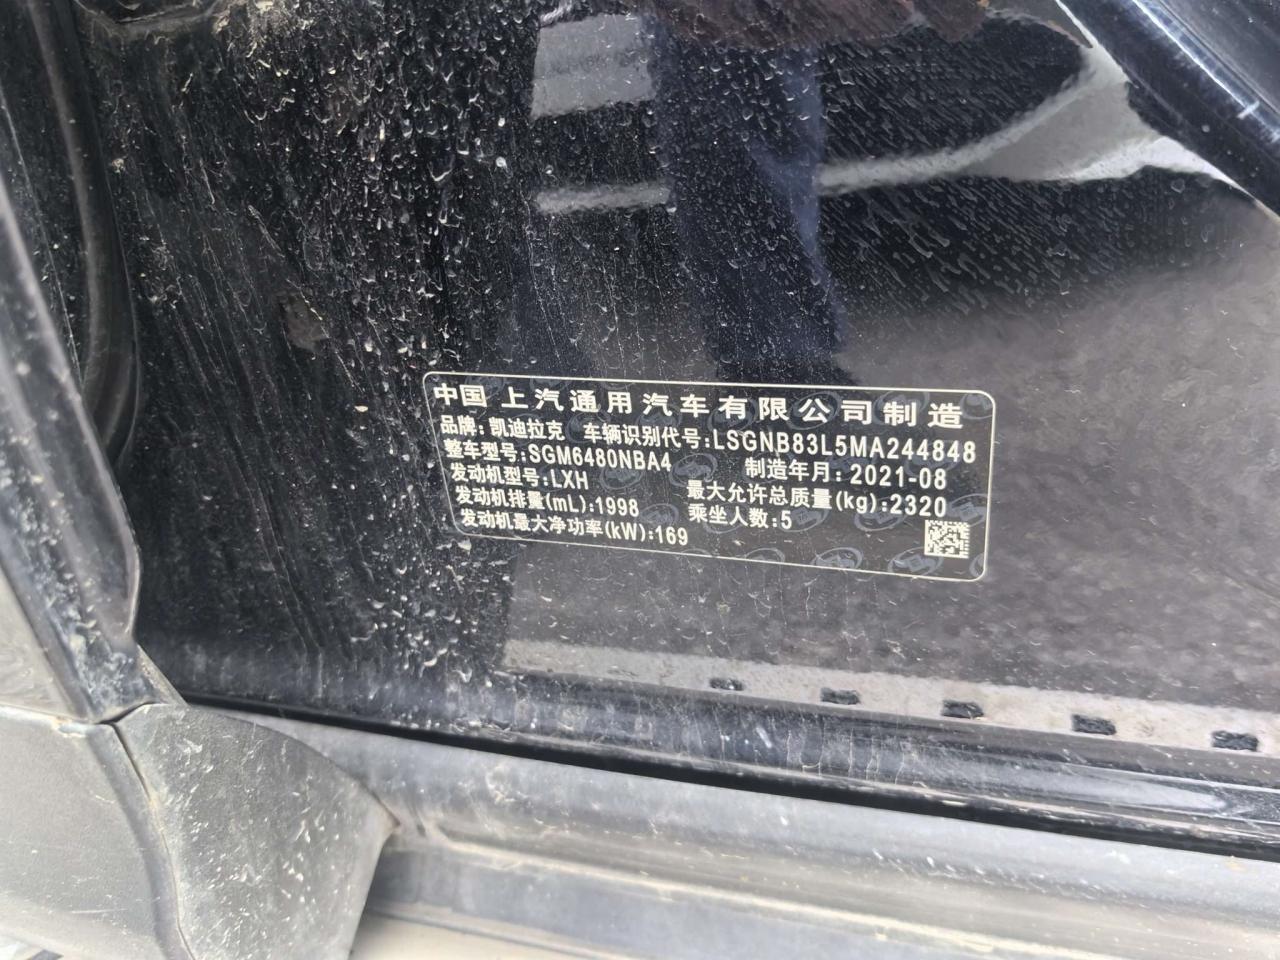 中国 上汽通用汽车有限公司制造
品牌:凯迪拉克 车辆识别代号:LSGNB83L5MA244848
整车型号:SGM6480NBA4 制造年月:2021-08
发动机型号:LXH 最大允许总质量(kg):2320
发动机排量(mL):1998 乘坐人数:5
发动机最大净功率(kW):169